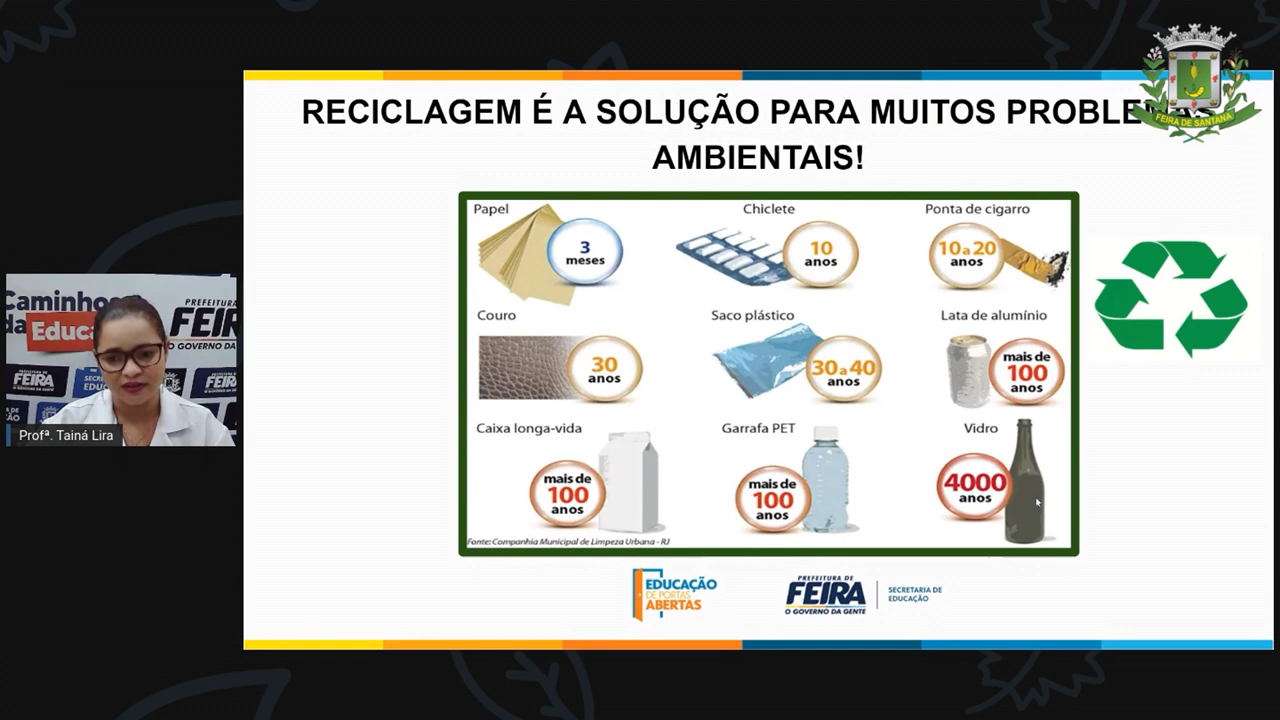 RECICLAGEM É A SOLUÇÃO PARA MUITOS PROBLEMAS
AMBIENTAIS!
FEIRA DE SANTANA
Papel
3
meses
Chiclete
10
anos
Ponta de cigarro
10 a 20
anos
Couro
30
anos
Saco plástico
30 a 40
anos
Lata de alumínio
mais de
100
anos
Caixa longa-vida
mais de
100
anos
Garrafa PET
mais de
100
anos
Vidro
4000
anos
Fonte: Companhia Municipal de Limpeza Urbana - RJ
EDUCAÇÃO
DE PORTAS
ABERTAS
PREFEITURA DE
FEIRA
O GOVERNO DA GENTE
SECRETARIA DE
EDUCAÇÃO
Caminhos
da Educa
PREFEITURA
FEIR
O GOVERNO DA
FEIRA
Profª. Tainá Lira